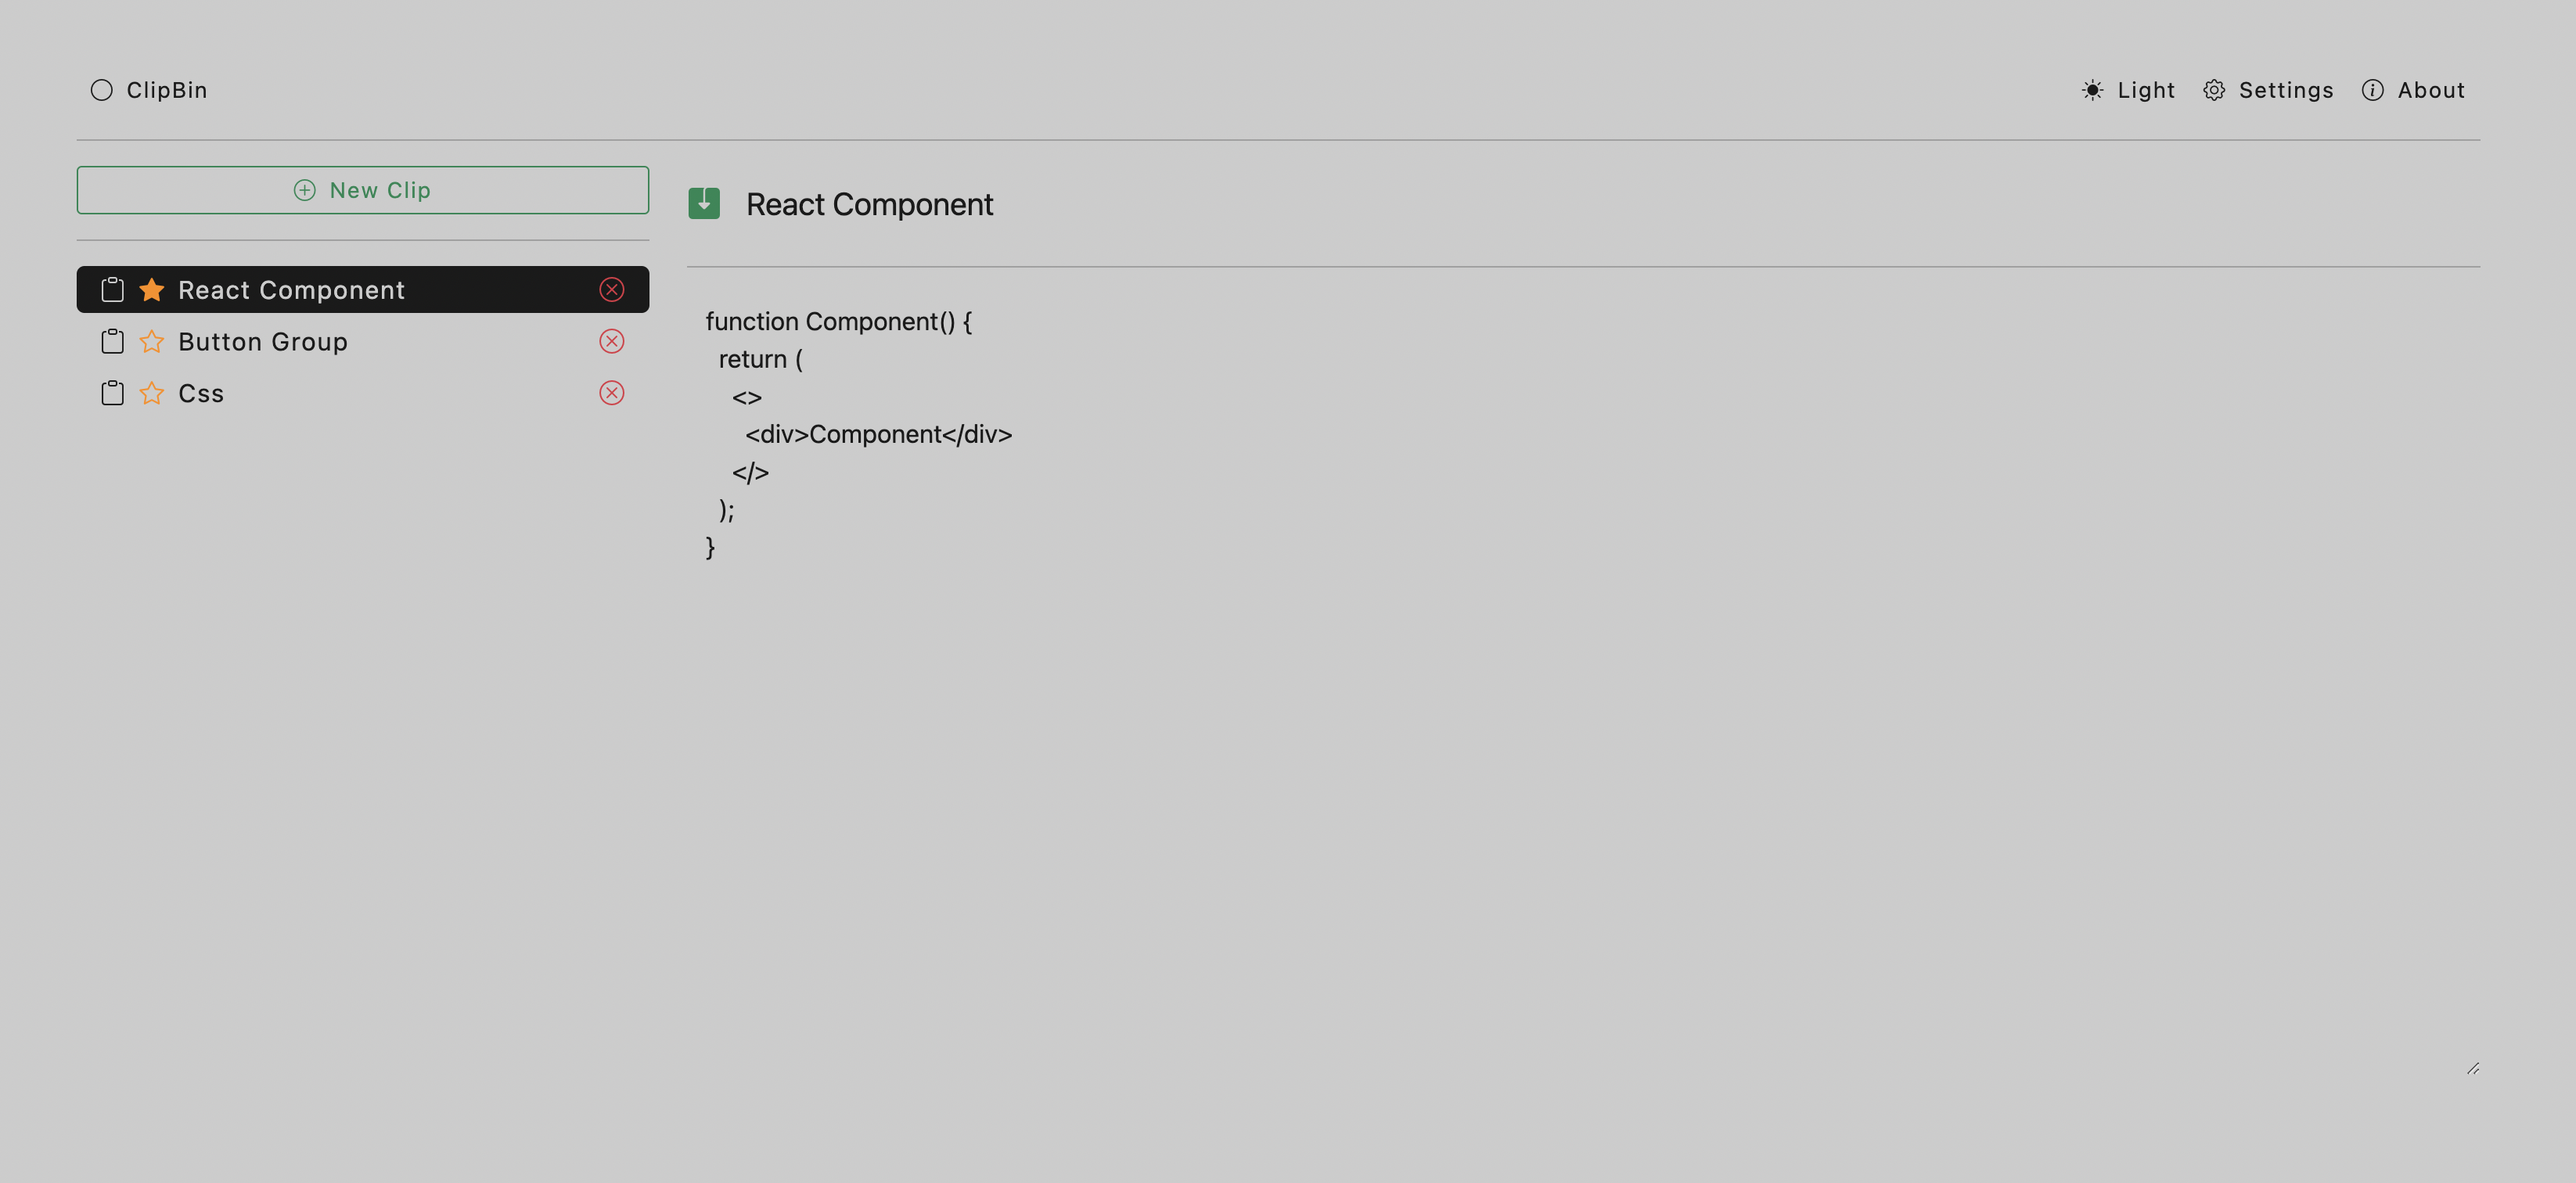 ClipBin
Light Settings About
New Clip
React Component
Button Group
Css
React Component
function Component() {
  return (
    <>
      <div>Component</div>
    </>
  );
}